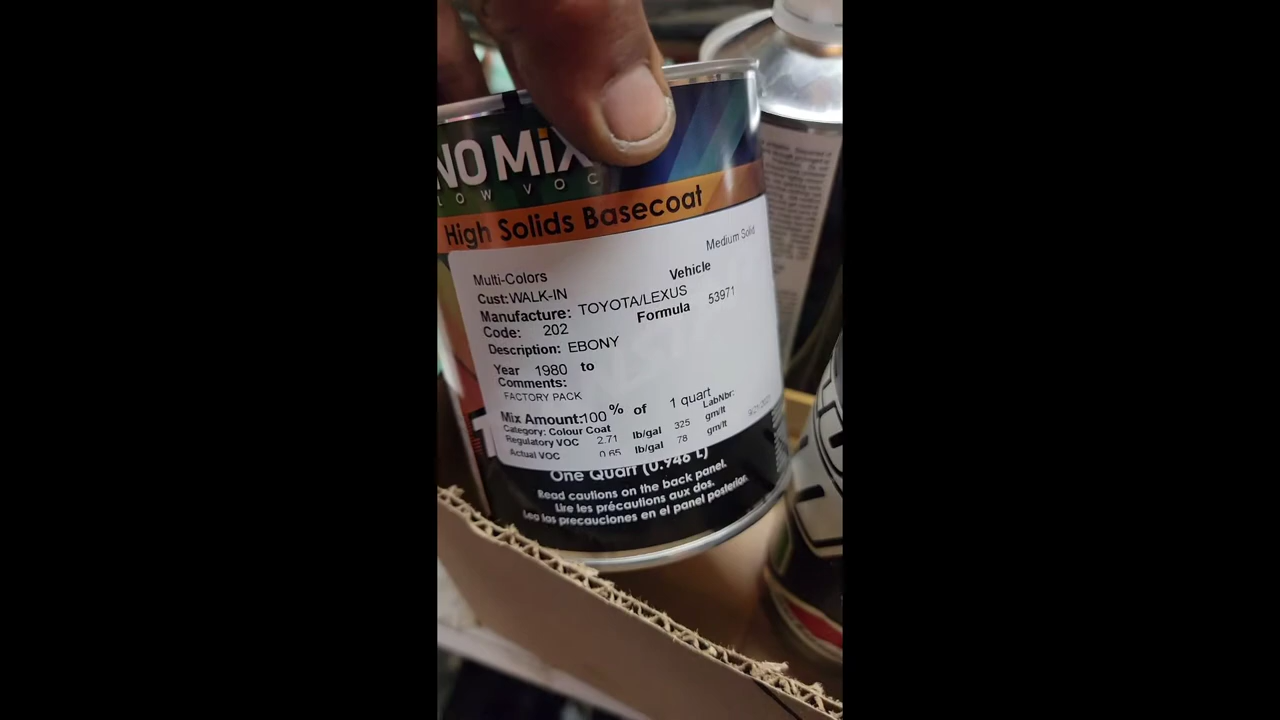 NO MiX
LOW VOC
High Solids Basecoat
Medium Solid
Multi-Colors Vehicle
Cust: WALK-IN
Manufacture: TOYOTA/LEXUS
Code: 202 Formula 53971
Description: EBONY
Year 1980 to
Comments:
FACTORY PACK
Mix Amount: 100 % of 1 quart LabNbr:
Category: Colour Coat
Regulatory VOC 2.71 lb/gal 325 gm/lt
Actual VOC 0.65 lb/gal 78 gm/lt
One Quart (0.946 L)
Read cautions on the back panel.
Lire les précautions aux dos.
Lea las precauciones en el panel posterior.